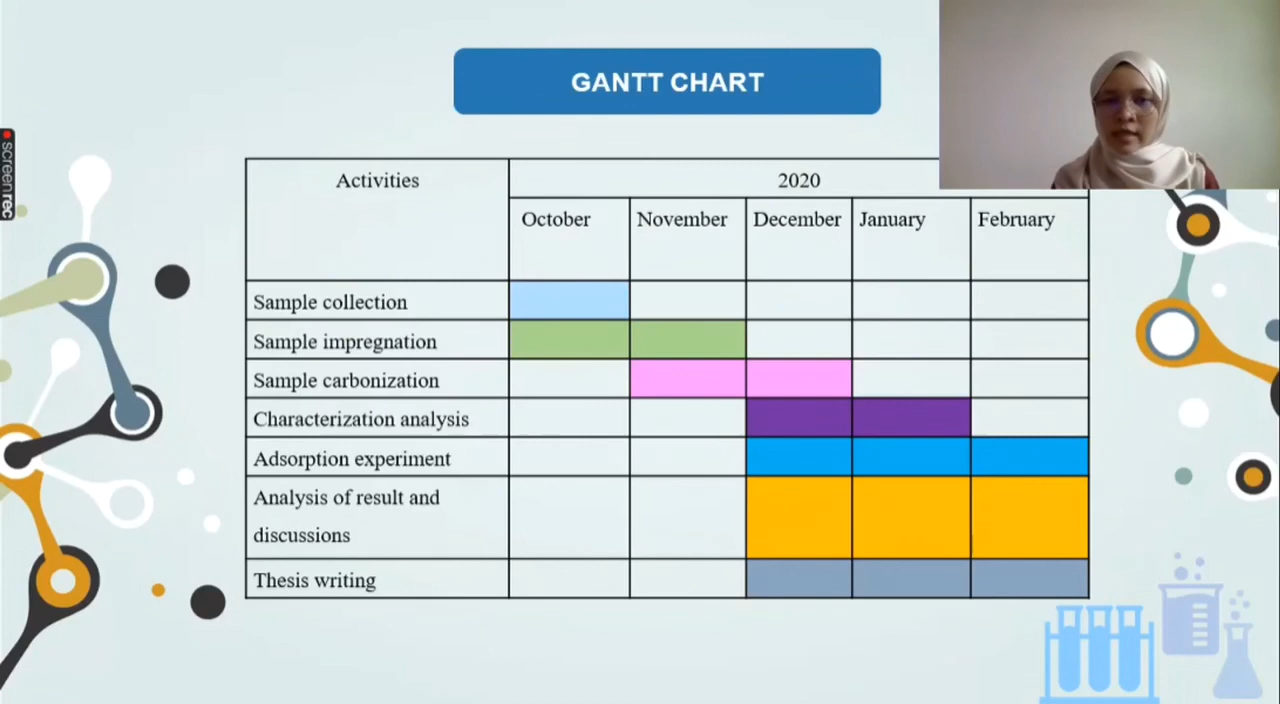 GANTT CHART
Activities
2020
October
November
December
January
February
Sample collection
Sample impregnation
Sample carbonization
Characterization analysis
Adsorption experiment
Analysis of result and
discussions
Thesis writing
screenrec